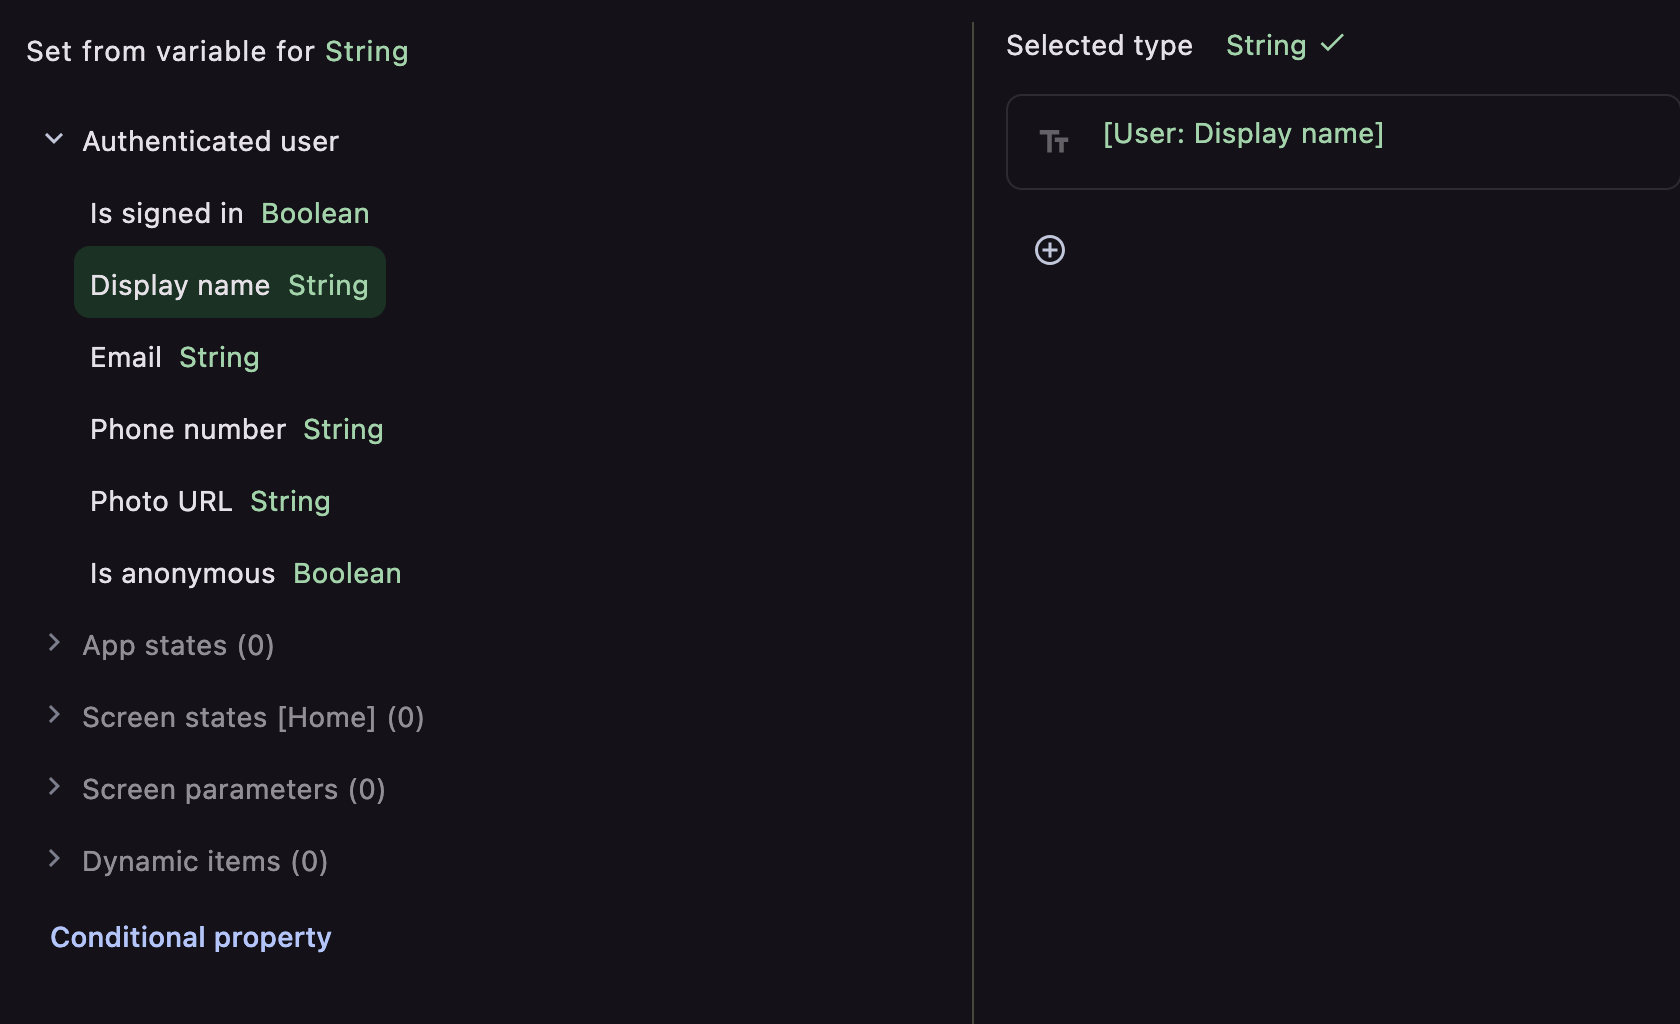 Set from variable for String
Authenticated user
Is signed in Boolean
Display name String
Email String
Phone number String
Photo URL String
Is anonymous Boolean
App states (0)
Screen states [Home] (0)
Screen parameters (0)
Dynamic items (0)
Conditional property
Selected type String
[User: Display name]